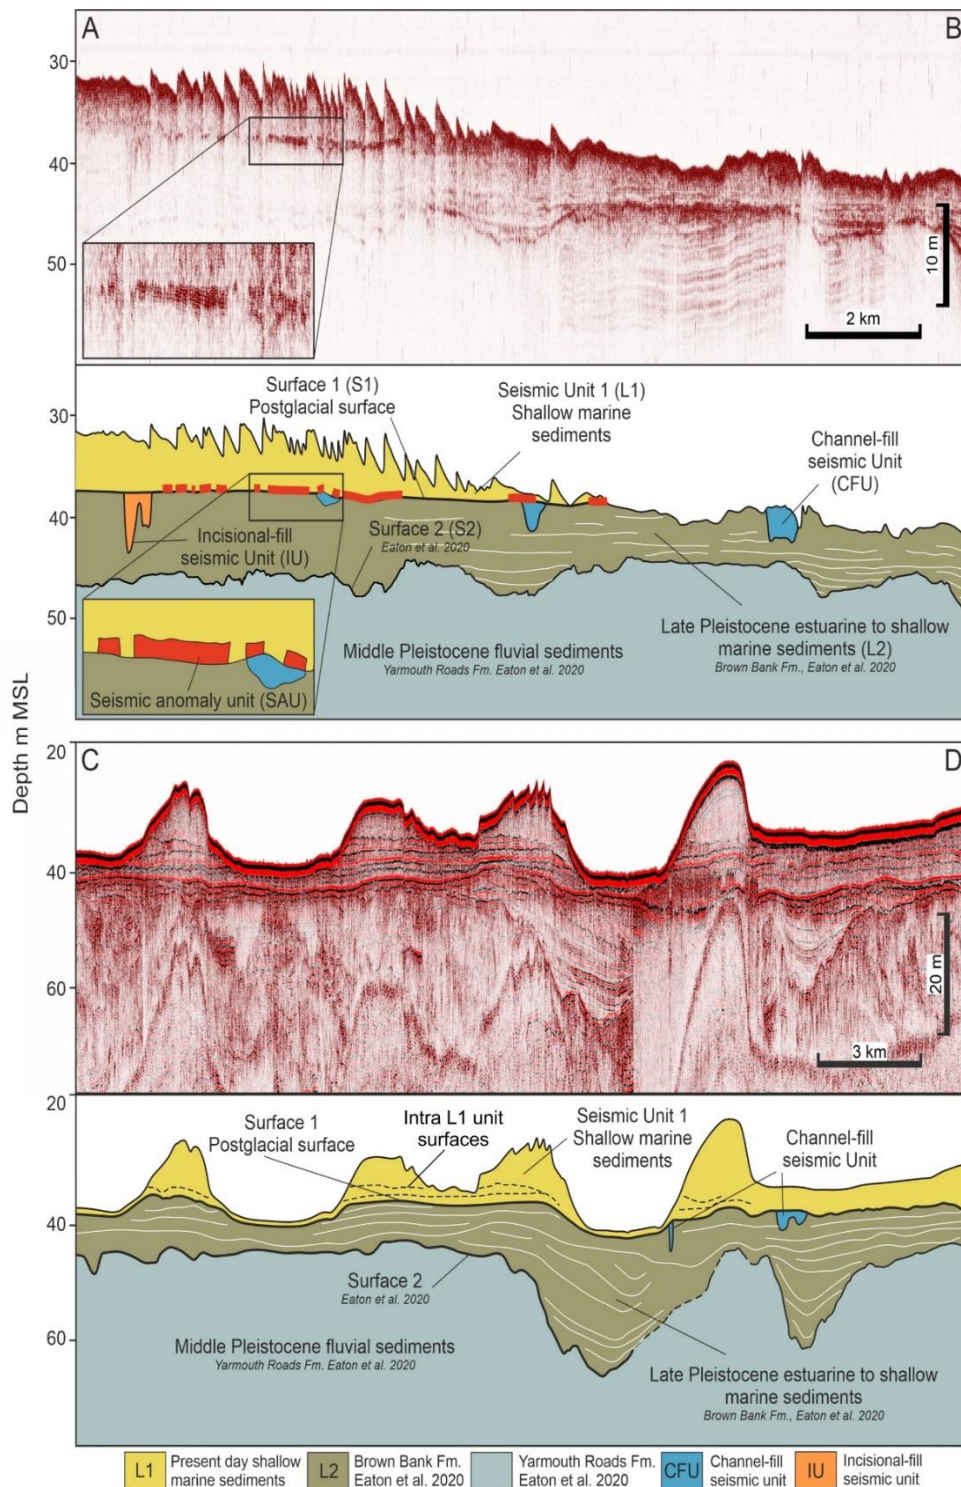 A
B
30
40
50
10 m
2 km
Surface 1 (S1)
Postglacial surface
Seismic Unit 1 (L1)
Shallow marine
sediments
Channel-fill
seismic Unit
(CFU)
30
40
50
Incisional-fill
seismic Unit (IU)
Surface 2 (S2)
Eaton et al. 2020
Seismic anomaly unit (SAU)
Middle Pleistocene fluvial sediments
Yarmouth Roads Fm. Eaton et al. 2020
Late Pleistocene estuarine to shallow
marine sediments (L2)
Brown Bank Fm., Eaton et al. 2020
Depth m MSL
C
D
20
40
60
20 m
3 km
20
40
60
Surface 1
Postglacial surface
Intra L1 unit
surfaces
Seismic Unit 1
Shallow marine
sediments
Channel-fill
seismic Unit
Surface 2
Eaton et al. 2020
Middle Pleistocene fluvial sediments
Yarmouth Roads Fm. Eaton et al. 2020
Late Pleistocene estuarine to shallow
marine sediments
Brown Bank Fm., Eaton et al. 2020
L1 Present day shallow
marine sediments
L2 Brown Bank Fm.
Eaton et al. 2020
Yarmouth Roads Fm.
Eaton et al. 2020
CFU Channel-fill
seismic unit
IU Incisional-fill
seismic unit